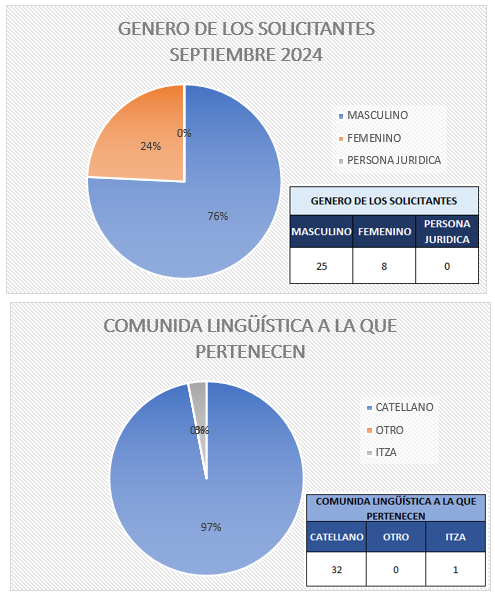 GENERO DE LOS SOLICITANTES
SEPTIEMBRE 2024
0%
24%
76%
MASCULINO
FEMENINO
PERSONA JURIDICA
GENERO DE LOS SOLICITANTES
MASCULINO FEMENINO PERSONA JURIDICA
25 8 0
COMUNIDA LINGÜÍSTICA A LA QUE
PERTENECEN
97%
CATELLANO
OTRO
ITZA
COMUNIDA LINGÜÍSTICA A LA QUE
PERTENECEN
CATELLANO OTRO ITZA
32 0 1